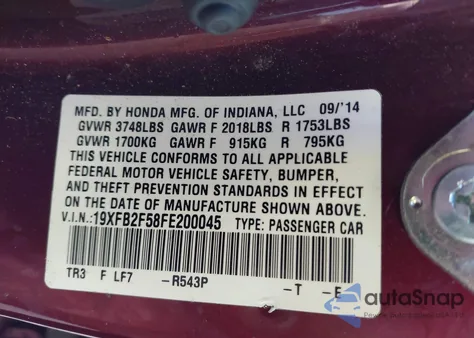 MFD. BY HONDA MFG. OF INDIANA, LLC 09/'14
GVWR 3748LBS GAWR F 2018LBS R 1753LBS
GVWR 1700KG GAWR F 915KG R 795KG
THIS VEHICLE CONFORMS TO ALL APPLICABLE
FEDERAL MOTOR VEHICLE SAFETY, BUMPER,
AND THEFT PREVENTION STANDARDS IN EFFECT
ON THE DATE OF MANUFACTURE SHOWN ABOVE.
V.I.N.:19XFB2F58FE200045 TYPE: PASSENGER CAR
TR3 F LF7 -R543P -T -E
autoSnap